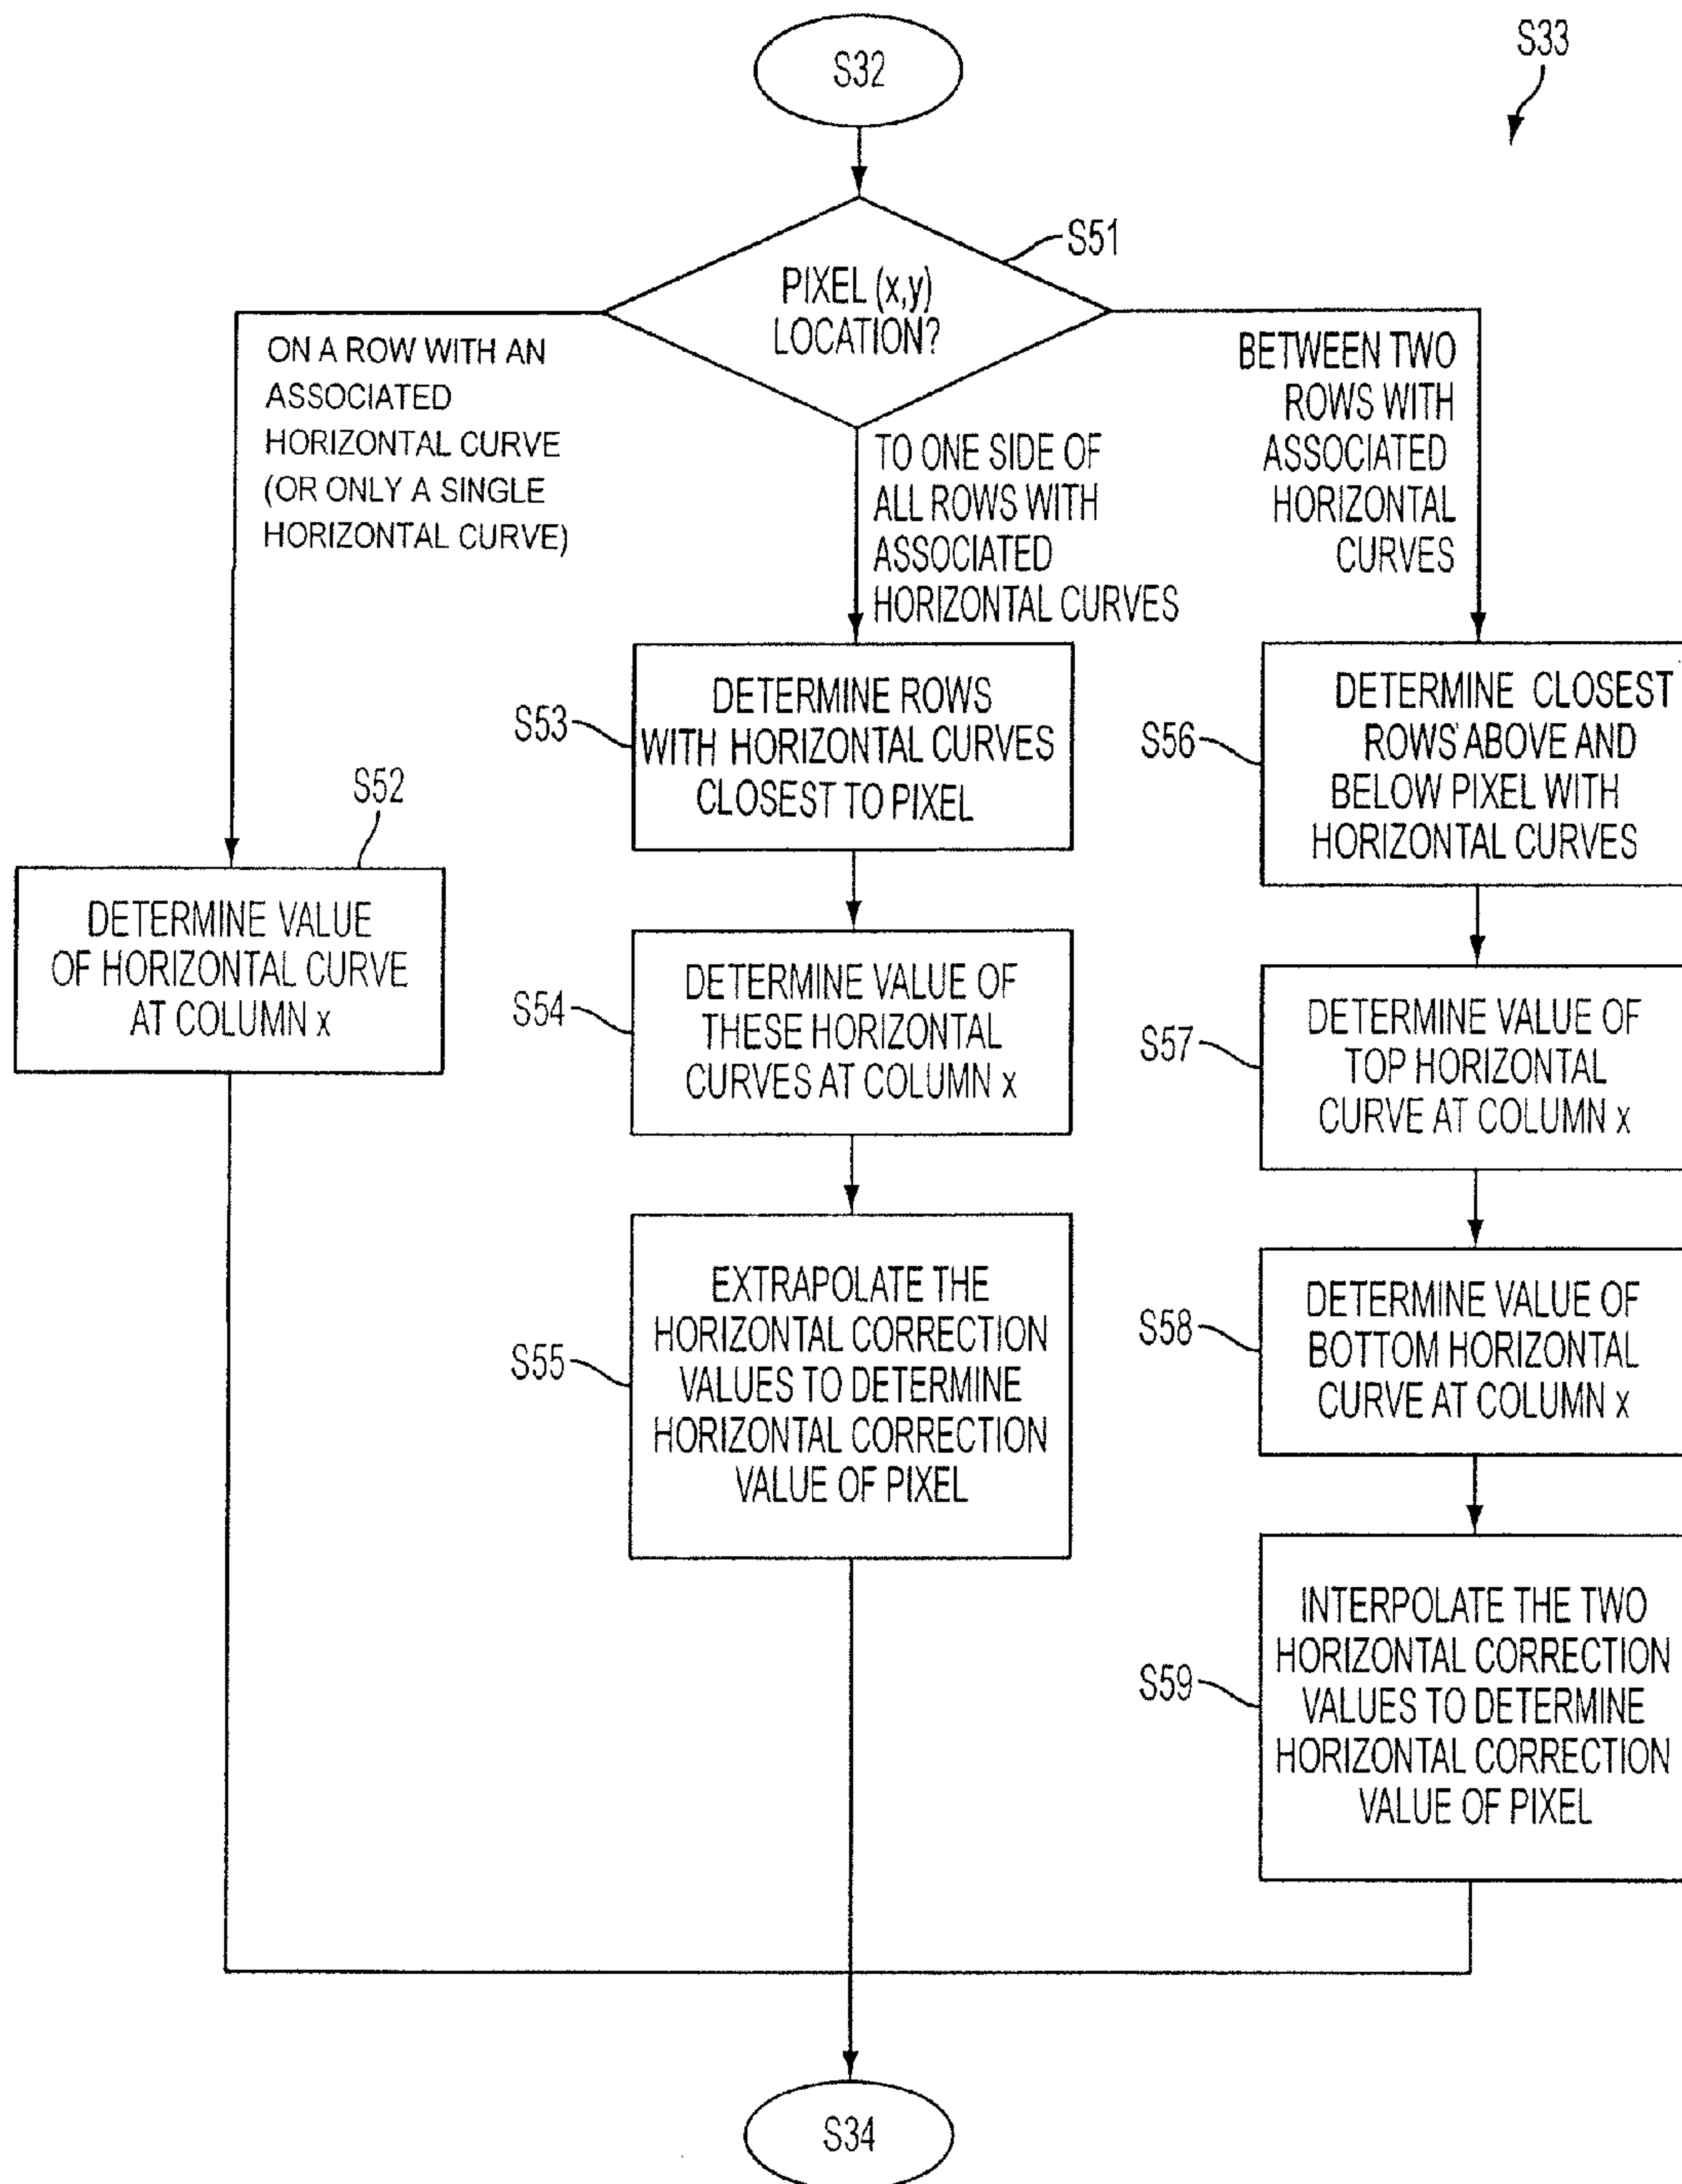 S32
S33
S51
PIXEL (x,y)
LOCATION?
ON A ROW WITH AN
ASSOCIATED
HORIZONTAL CURVE
(OR ONLY A SINGLE
HORIZONTAL CURVE)
TO ONE SIDE OF
ALL ROWS WITH
ASSOCIATED
HORIZONTAL CURVES
BETWEEN TWO
ROWS WITH
ASSOCIATED
HORIZONTAL
CURVES
S52
DETERMINE VALUE
OF HORIZONTAL CURVE
AT COLUMN x
S53
DETERMINE ROWS
WITH HORIZONTAL CURVES
CLOSEST TO PIXEL
S54
DETERMINE VALUE OF
THESE HORIZONTAL
CURVES AT COLUMN x
S55
EXTRAPOLATE THE
HORIZONTAL CORRECTION
VALUES TO DETERMINE
HORIZONTAL CORRECTION
VALUE OF PIXEL
S56
DETERMINE CLOSEST
ROWS ABOVE AND
BELOW PIXEL WITH
HORIZONTAL CURVES
S57
DETERMINE VALUE OF
TOP HORIZONTAL
CURVE AT COLUMN x
S58
DETERMINE VALUE OF
BOTTOM HORIZONTAL
CURVE AT COLUMN x
S59
INTERPOLATE THE TWO
HORIZONTAL CORRECTION
VALUES TO DETERMINE
HORIZONTAL CORRECTION
VALUE OF PIXEL
S34